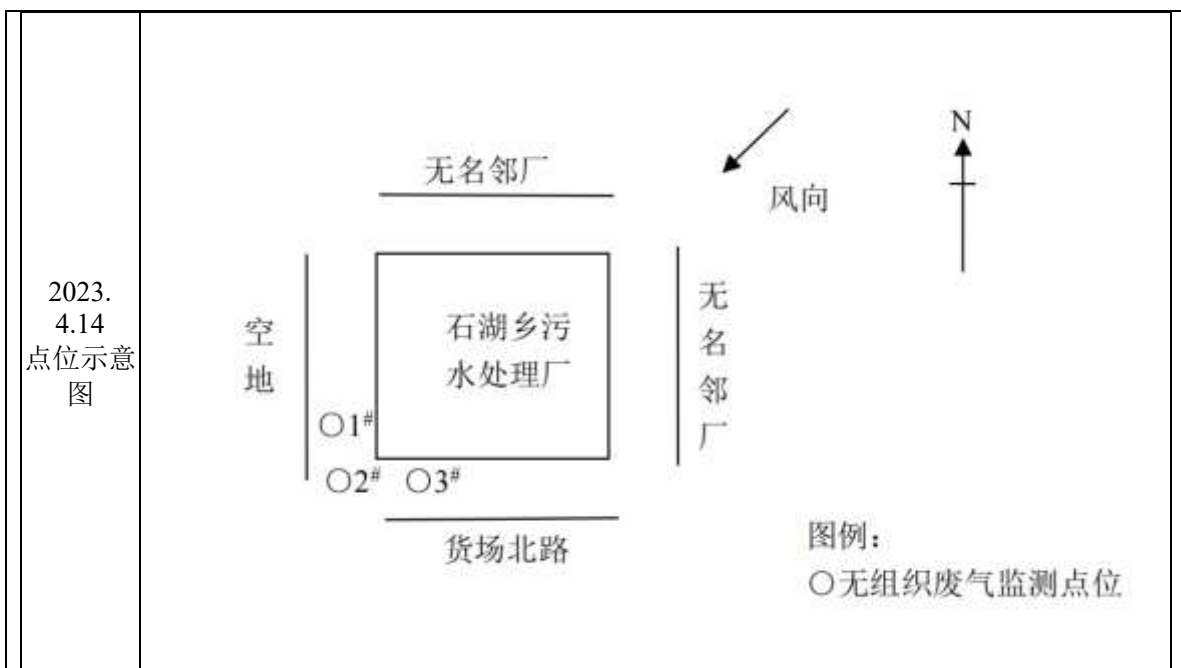 2023.
4.14
点位示意
图
无名邻厂
风向
N
空地
石湖乡污
水处理厂
无名邻厂
○1#
○2# ○3#
货场北路
图例：
○无组织废气监测点位